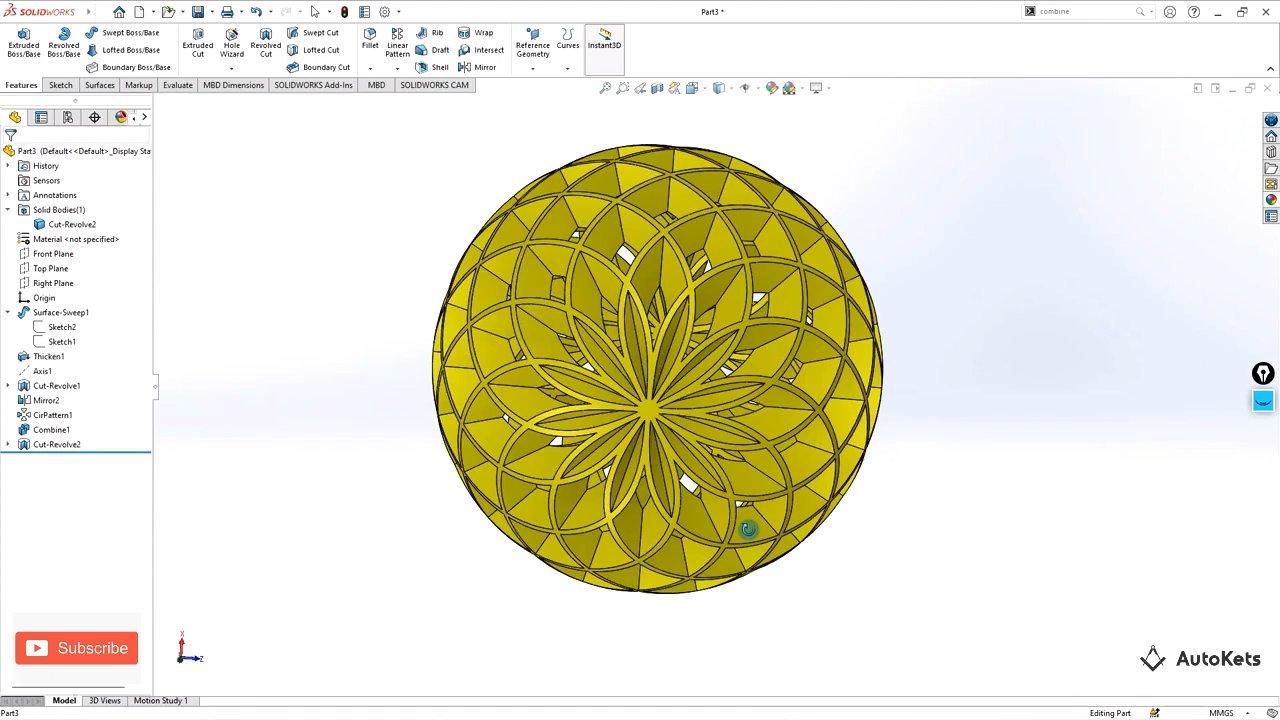 SOLIDWORKS
Part3 *
combine
Extruded Boss/Base
Revolved Boss/Base
Swept Boss/Base
Lofted Boss/Base
Boundary Boss/Base
Extruded Cut
Hole Wizard
Revolved Cut
Swept Cut
Lofted Cut
Boundary Cut
Fillet
Linear Pattern
Rib
Draft
Shell
Wrap
Intersect
Mirror
Reference Geometry
Curves
Instant3D
Features
Sketch
Surfaces
Markup
Evaluate
MBD Dimensions
SOLIDWORKS Add-Ins
MBD
SOLIDWORKS CAM
Part3 (Default<<Default>_Display Sta
History
Sensors
Annotations
Solid Bodies(1)
Cut-Revolve2
Material <not specified>
Front Plane
Top Plane
Right Plane
Origin
Surface-Sweep1
Sketch2
Sketch1
Thicken1
Axis1
Cut-Revolve1
Mirror2
CirPattern1
Combine1
Cut-Revolve2
Subscribe
X
Z
AutoKets
Model
3D Views
Motion Study 1
Part3
Editing Part
MMGS